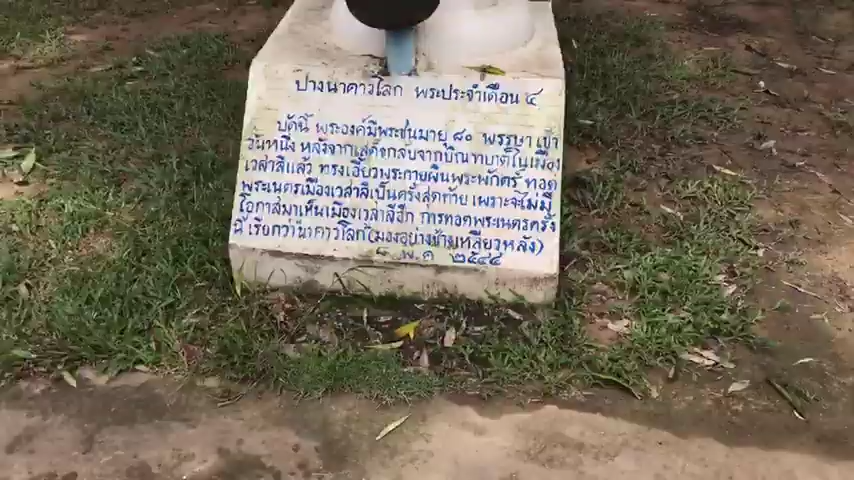 ปางนาคาวโลก พระประจำเดือน ๔
บัดนี้ พระองค์มีพระชนมายุ ๘๐ พรรษา เช้า
วันหนึ่ง หลังจากเสด็จกลับจากบิณฑบาตในเมือง
เวสาลีแล้ว ทรงเอี้ยวพระกายผินพระพักตร์ ทอด
พระเนตรเมืองเวสาลีเป็นครั้งสุดท้าย เพราะจะไม่มี
โอกาสมาเห็นเมืองเวสาลีอีก การทอดพระเนตรครั้ง
นี้ เรียกว่านาคาวโลก (มองอย่างช้างเหลียวหลัง)
๖ พ.ค ๒๕๔๔